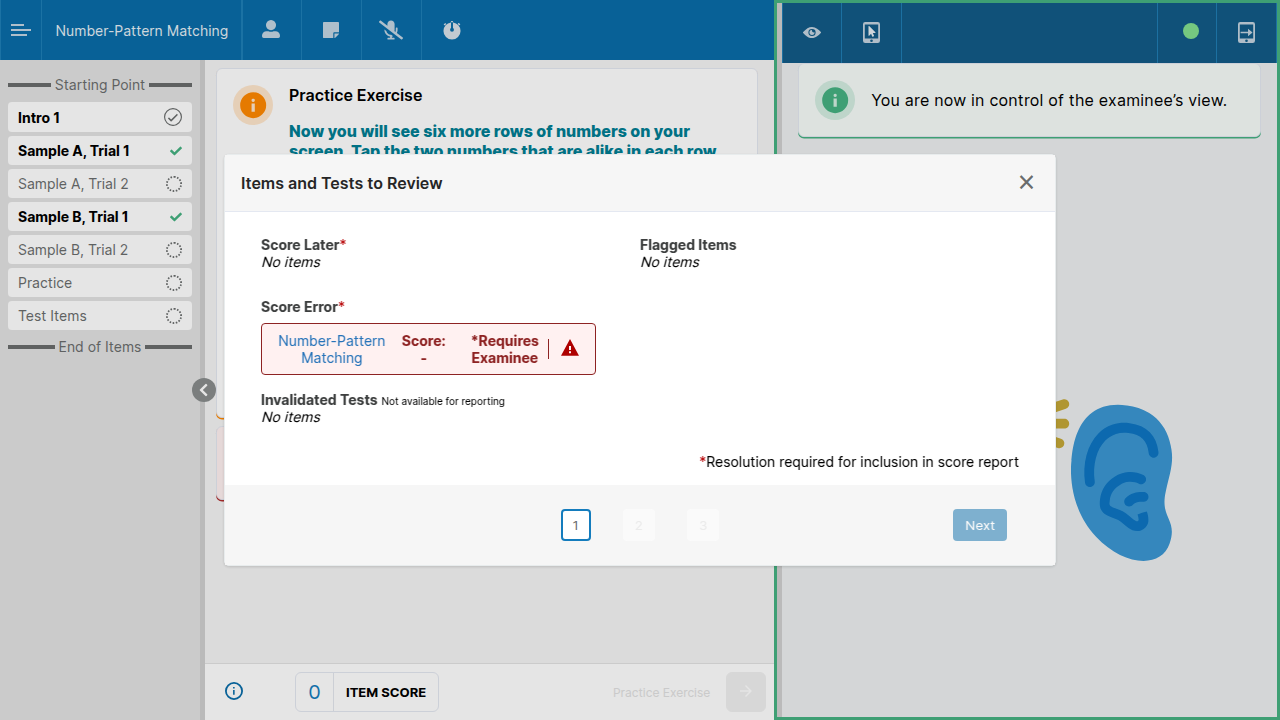 Number-Pattern Matching
Starting Point
Intro 1
Sample A, Trial 1
Sample A, Trial 2
Sample B, Trial 1
Sample B, Trial 2
Practice
Test Items
End of Items
Practice Exercise
Now you will see six more rows of numbers on your
screen. Tap the two numbers that are alike in each row
You are now in control of the examinee’s view.
Items and Tests to Review
Score Later*
No items
Flagged Items
No items
Score Error*
Number-Pattern Matching
Score: -
*Requires Examinee
Invalidated Tests Not available for reporting
No items
*Resolution required for inclusion in score report
1
2
3
Next
0
ITEM SCORE
Practice Exercise